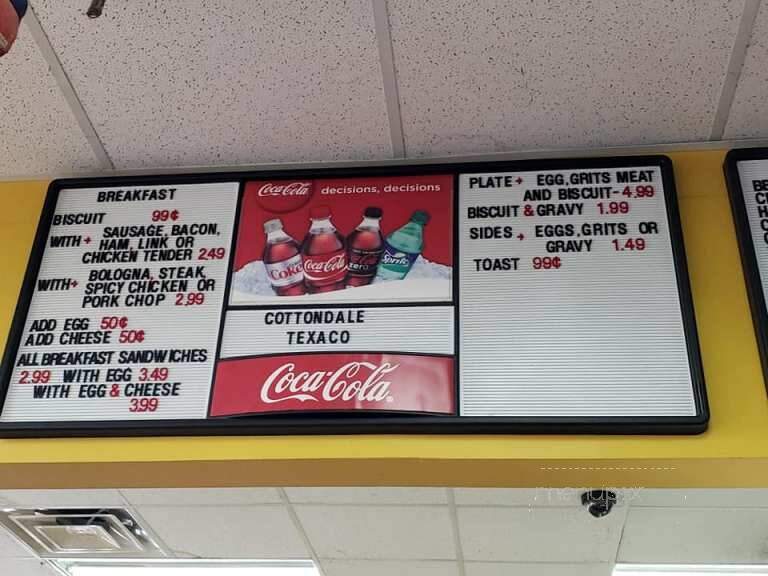 BREAKFAST
BISCUIT 99¢
WITH+ SAUSAGE, BACON,
HAM, LINK OR
CHICKEN TENDER 2.49
WITH+ BOLOGNA, STEAK,
SPICY CHICKEN OR
PORK CHOP 2.99
ADD EGG 50¢
ADD CHEESE 50¢
ALL BREAKFAST SANDWICHES
2.99 WITH EGG 3.49
WITH EGG & CHEESE
3.99
Coca-Cola decisions, decisions
Coke Coca-Cola zero Sprite
COTTONDALE
TEXACO
Coca-Cola
PLATE+ EGG, GRITS MEAT
AND BISCUIT- 4.99
BISCUIT & GRAVY 1.99
SIDES+ EGGS, GRITS OR
GRAVY 1.49
TOAST 99¢
menupix